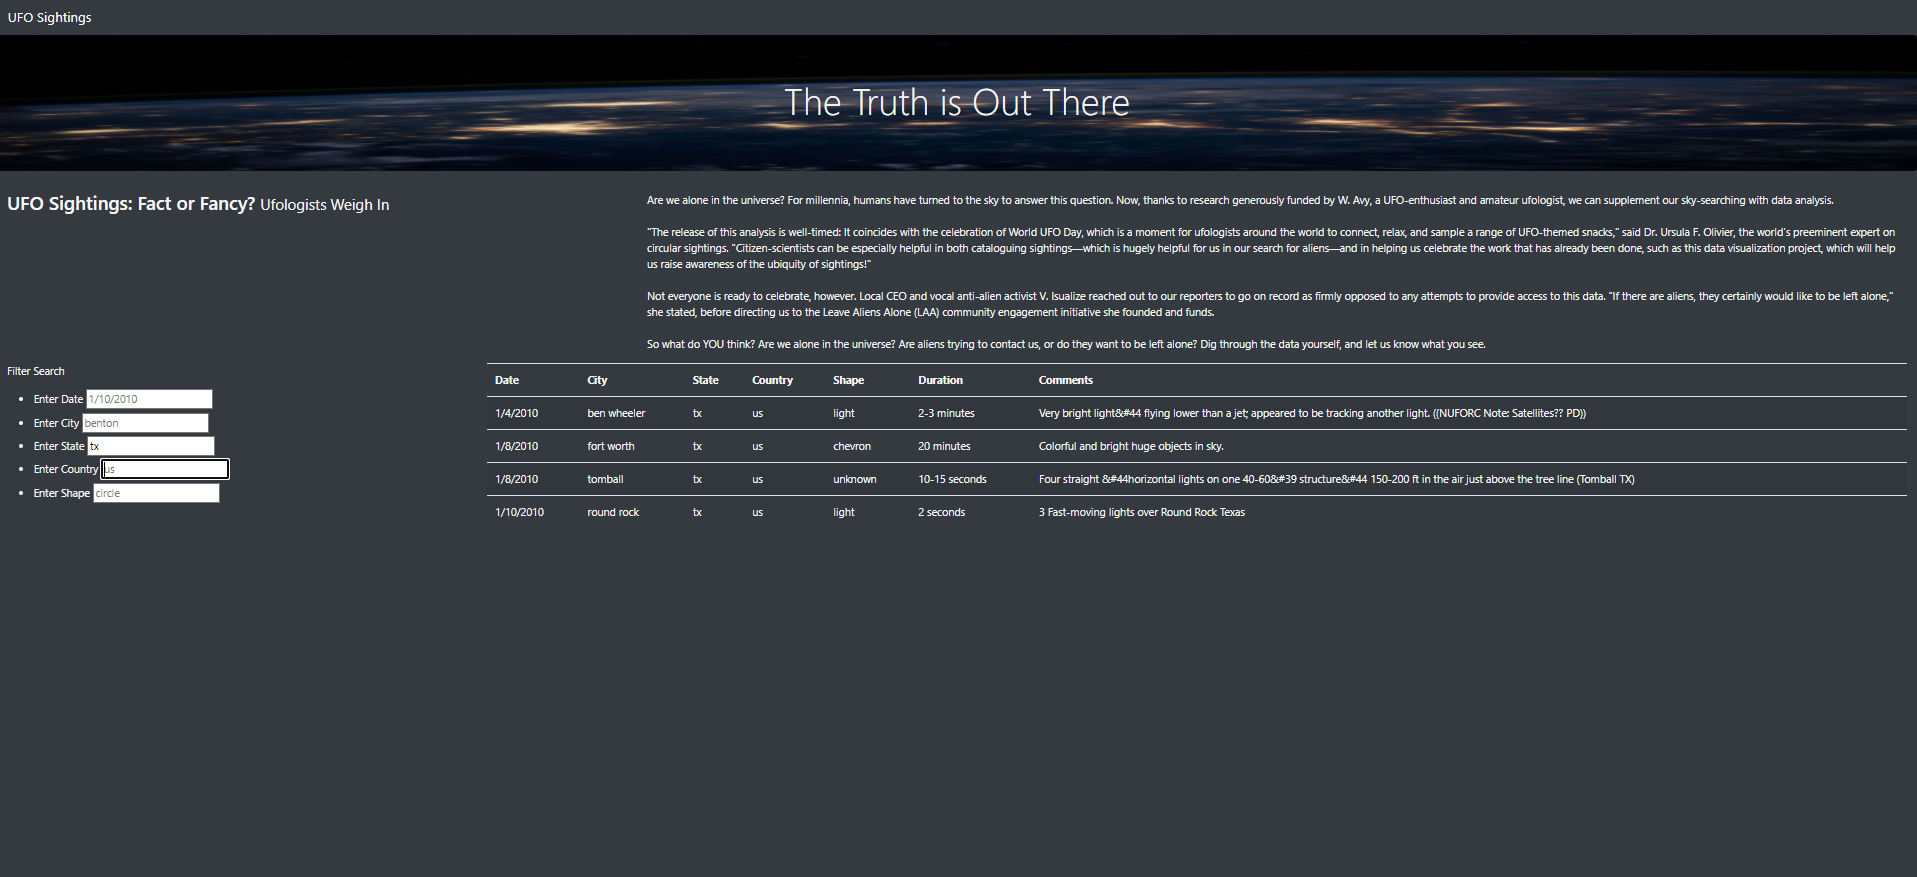 UFO Sightings
The Truth is Out There
UFO Sightings: Fact or Fancy? Ufologists Weigh In
Are we alone in the universe? For millennia, humans have turned to the sky to answer this question. Now, thanks to research generously funded by W. Avy, a UFO-enthusiast and amateur ufologist, we can supplement our sky-searching with data analysis.
"The release of this analysis is well-timed: It coincides with the celebration of World UFO Day, which is a moment for ufologists around the world to connect, relax, and sample a range of UFO-themed snacks," said Dr. Ursula F. Olivier, the world's preeminent expert on
circular sightings. "Citizen-scientists can be especially helpful in both cataloguing sightings—which is hugely helpful for us in our search for aliens—and in helping us celebrate the work that has already been done, such as this data visualization project, which will help
us raise awareness of the ubiquity of sightings!"
Not everyone is ready to celebrate, however. Local CEO and vocal anti-alien activist V. Isualize reached out to our reporters to go on record as firmly opposed to any attempts to provide access to this data. "If there are aliens, they certainly would like to be left alone,"
she stated, before directing us to the Leave Aliens Alone (LAA) community engagement initiative she founded and funds.
So what do YOU think? Are we alone in the universe? Are aliens trying to contact us, or do they want to be left alone? Dig through the data yourself, and let us know what you see.
Filter Search
Enter Date 1/10/2010
Enter City benton
Enter State tx
Enter Country us
Enter Shape circle
Date City State Country Shape Duration Comments
1/4/2010 ben wheeler tx us light 2-3 minutes Very bright light&#44 flying lower than a jet; appeared to be tracking another light. ((NUFORC Note: Satellites?? PD))
1/8/2010 fort worth tx us chevron 20 minutes Colorful and bright huge objects in sky.
1/8/2010 tomball tx us unknown 10-15 seconds Four straight &#44horizontal lights on one 40-60&#39 structure&#44 150-200 ft in the air just above the tree line (Tomball TX)
1/10/2010 round rock tx us light 2 seconds 3 Fast-moving lights over Round Rock Texas